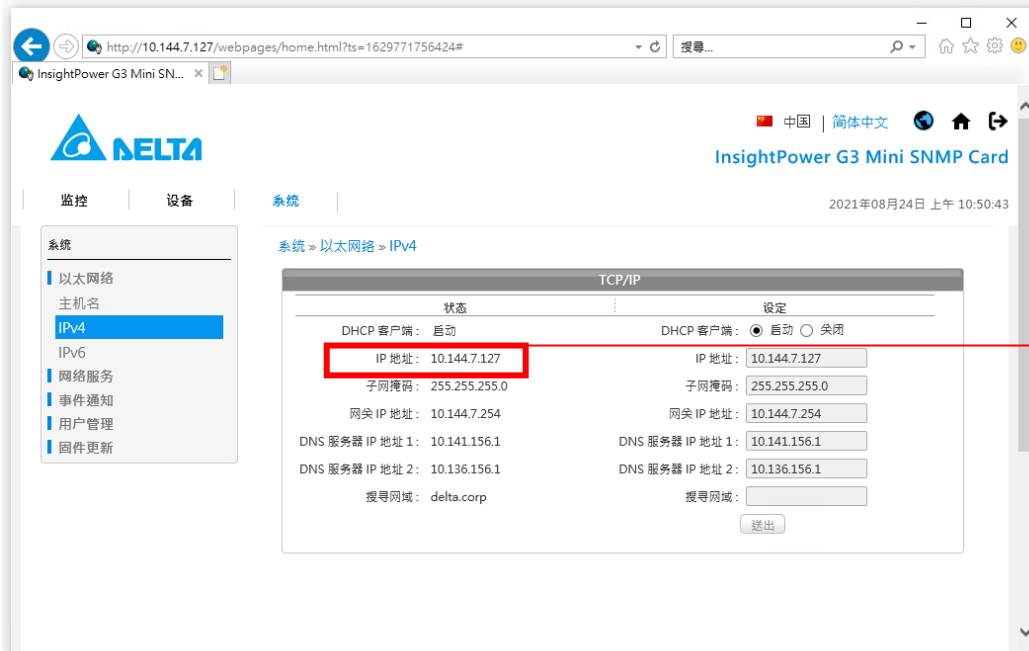 http://10.144.7.127/webpages/home.html?ts=1629771756424#
搜尋...
InsightPower G3 Mini SN...
中国 | 简体中文
DELTA
InsightPower G3 Mini SNMP Card
监控 设备 系统
2021年08月24日 上午 10:50:43
系统
以太网络
主机名
IPv4
IPv6
网络服务
事件通知
用户管理
固件更新
系统 » 以太网络 » IPv4
TCP/IP
状态 设定
DHCP 客户端: 启动 DHCP 客户端: 启动 关闭
IP 地址: 10.144.7.127 IP 地址: 10.144.7.127
子网掩码: 255.255.255.0 子网掩码: 255.255.255.0
网关 IP 地址: 10.144.7.254 网关 IP 地址: 10.144.7.254
DNS 服务器 IP 地址 1: 10.141.156.1 DNS 服务器 IP 地址 1: 10.141.156.1
DNS 服务器 IP 地址 2: 10.136.156.1 DNS 服务器 IP 地址 2: 10.136.156.1
搜寻网域: delta.corp 搜寻网域:
送出